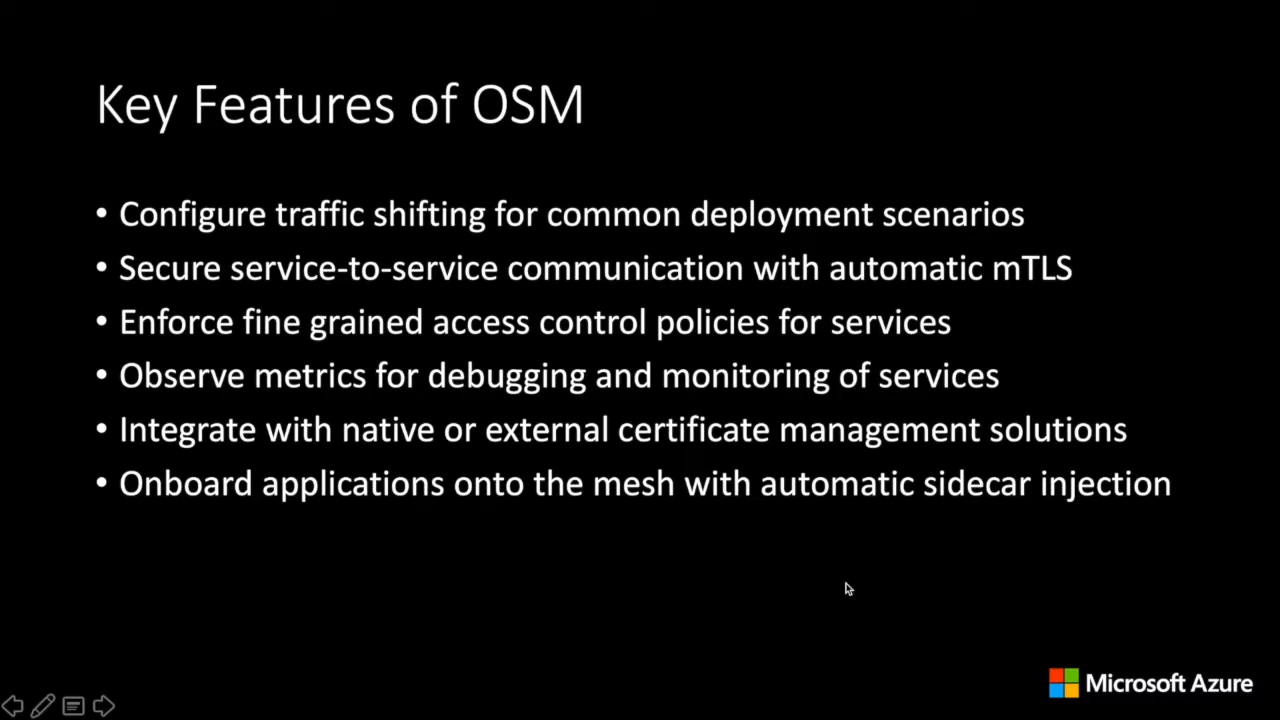 Key Features of OSM
• Configure traffic shifting for common deployment scenarios
• Secure service-to-service communication with automatic mTLS
• Enforce fine grained access control policies for services
• Observe metrics for debugging and monitoring of services
• Integrate with native or external certificate management solutions
• Onboard applications onto the mesh with automatic sidecar injection
Microsoft Azure